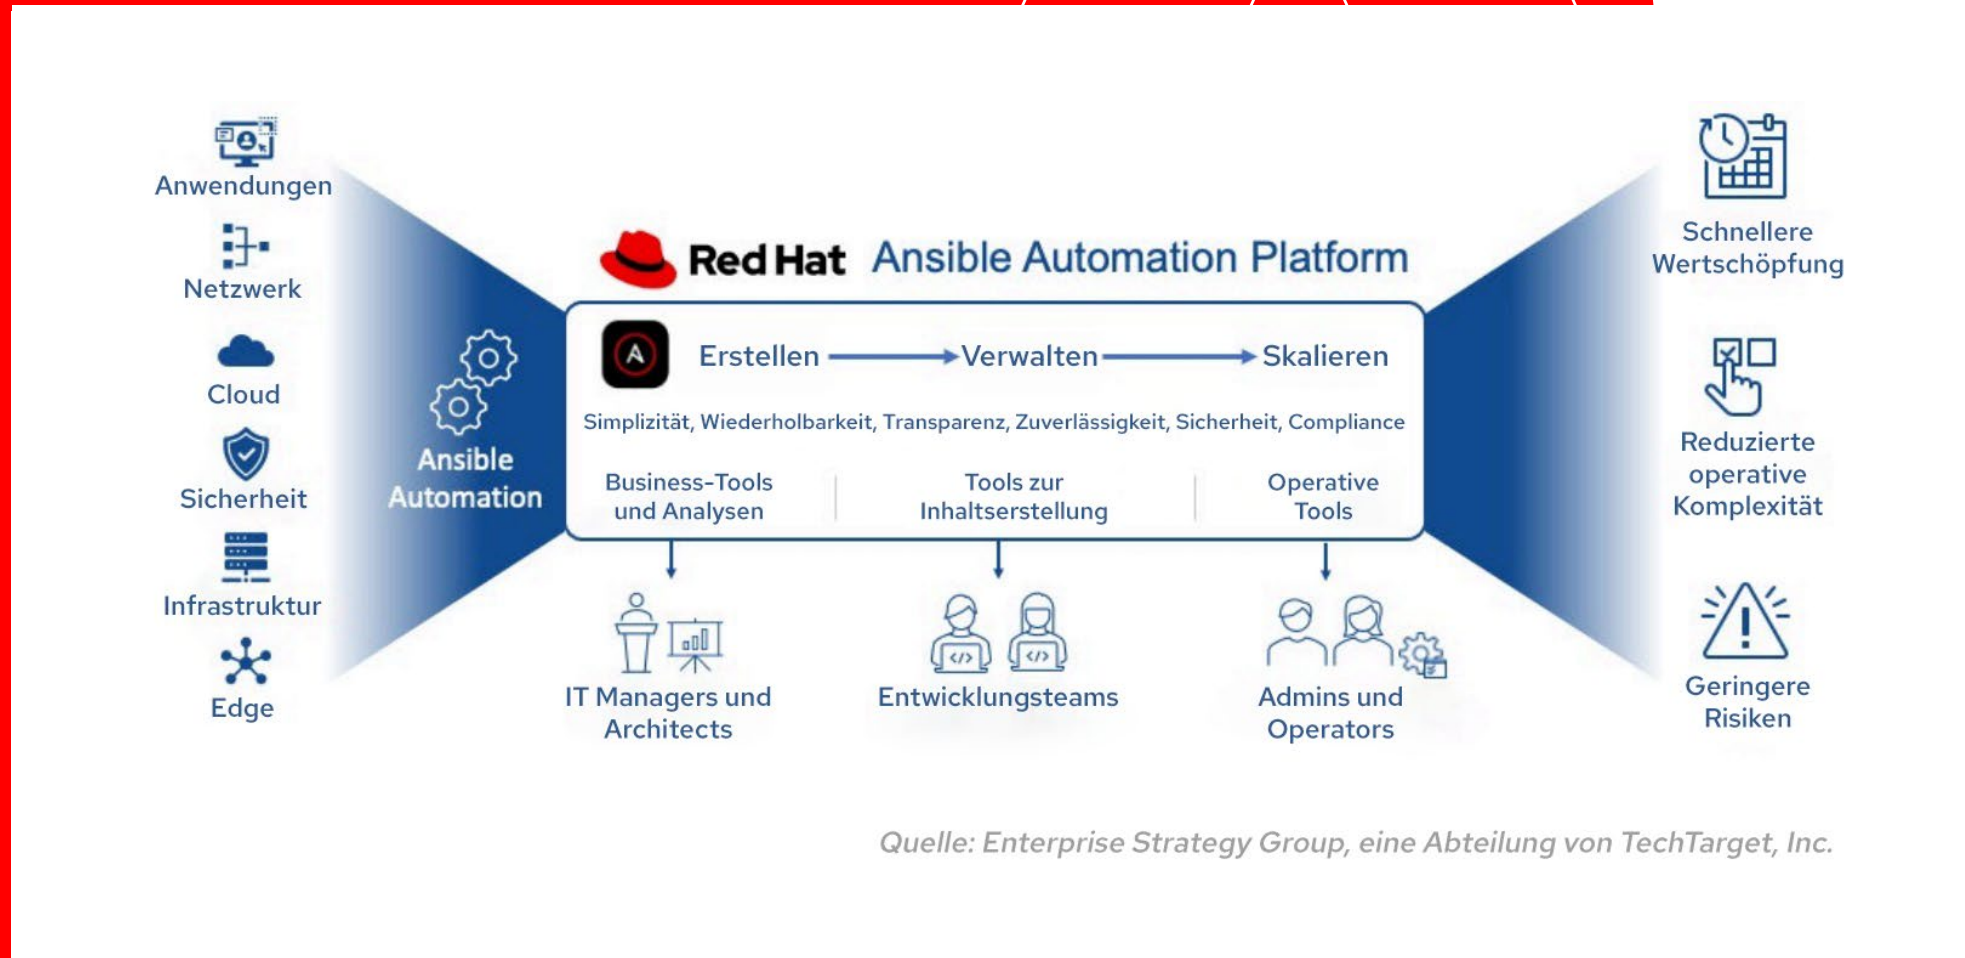 Anwendungen
Netzwerk
Cloud
Sicherheit
Infrastruktur
Edge
Ansible
Automation
Red Hat Ansible Automation Platform
A
Erstellen Verwalten Skalieren
Simplizität, Wiederholbarkeit, Transparenz, Zuverlässigkeit, Sicherheit, Compliance
Business-Tools
und Analysen
Tools zur
Inhaltserstellung
Operative
Tools
IT Managers und
Architects
Entwicklungsteams
Admins und
Operators
Schnellere
Wertschöpfung
Reduzierte
operative
Komplexität
Geringere
Risiken
Quelle: Enterprise Strategy Group, eine Abteilung von TechTarget, Inc.